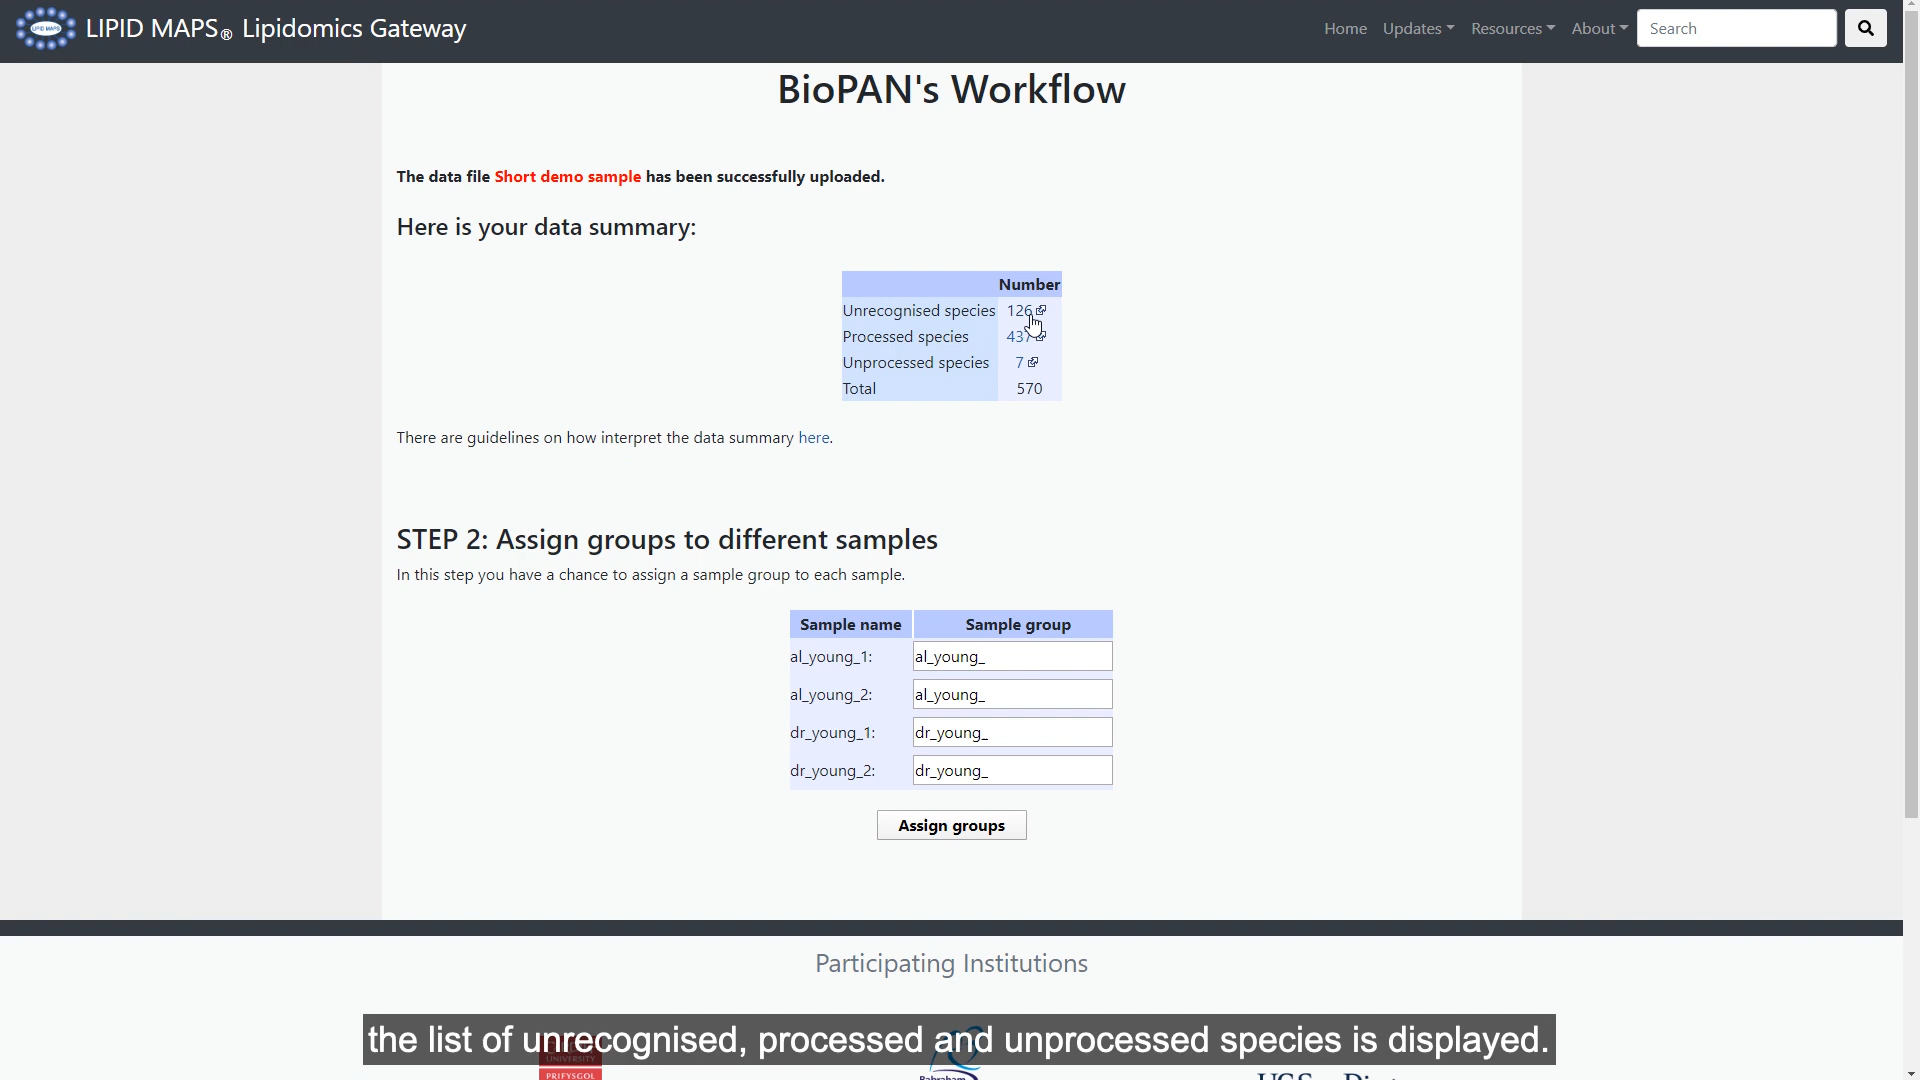 LIPID MAPS® Lipidomics Gateway
Home Updates Resources About Search
BioPAN's Workflow
The data file Short demo sample has been successfully uploaded.
Here is your data summary:
Number
Unrecognised species 126
Processed species 437
Unprocessed species 7
Total 570
There are guidelines on how interpret the data summary here.
STEP 2: Assign groups to different samples
In this step you have a chance to assign a sample group to each sample.
Sample name Sample group
al_young_1: al_young_
al_young_2: al_young_
dr_young_1: dr_young_
dr_young_2: dr_young_
Assign groups
Participating Institutions
the list of unrecognised, processed and unprocessed species is displayed.
UNIVERSITY
PRIFYSGOL
Babraham